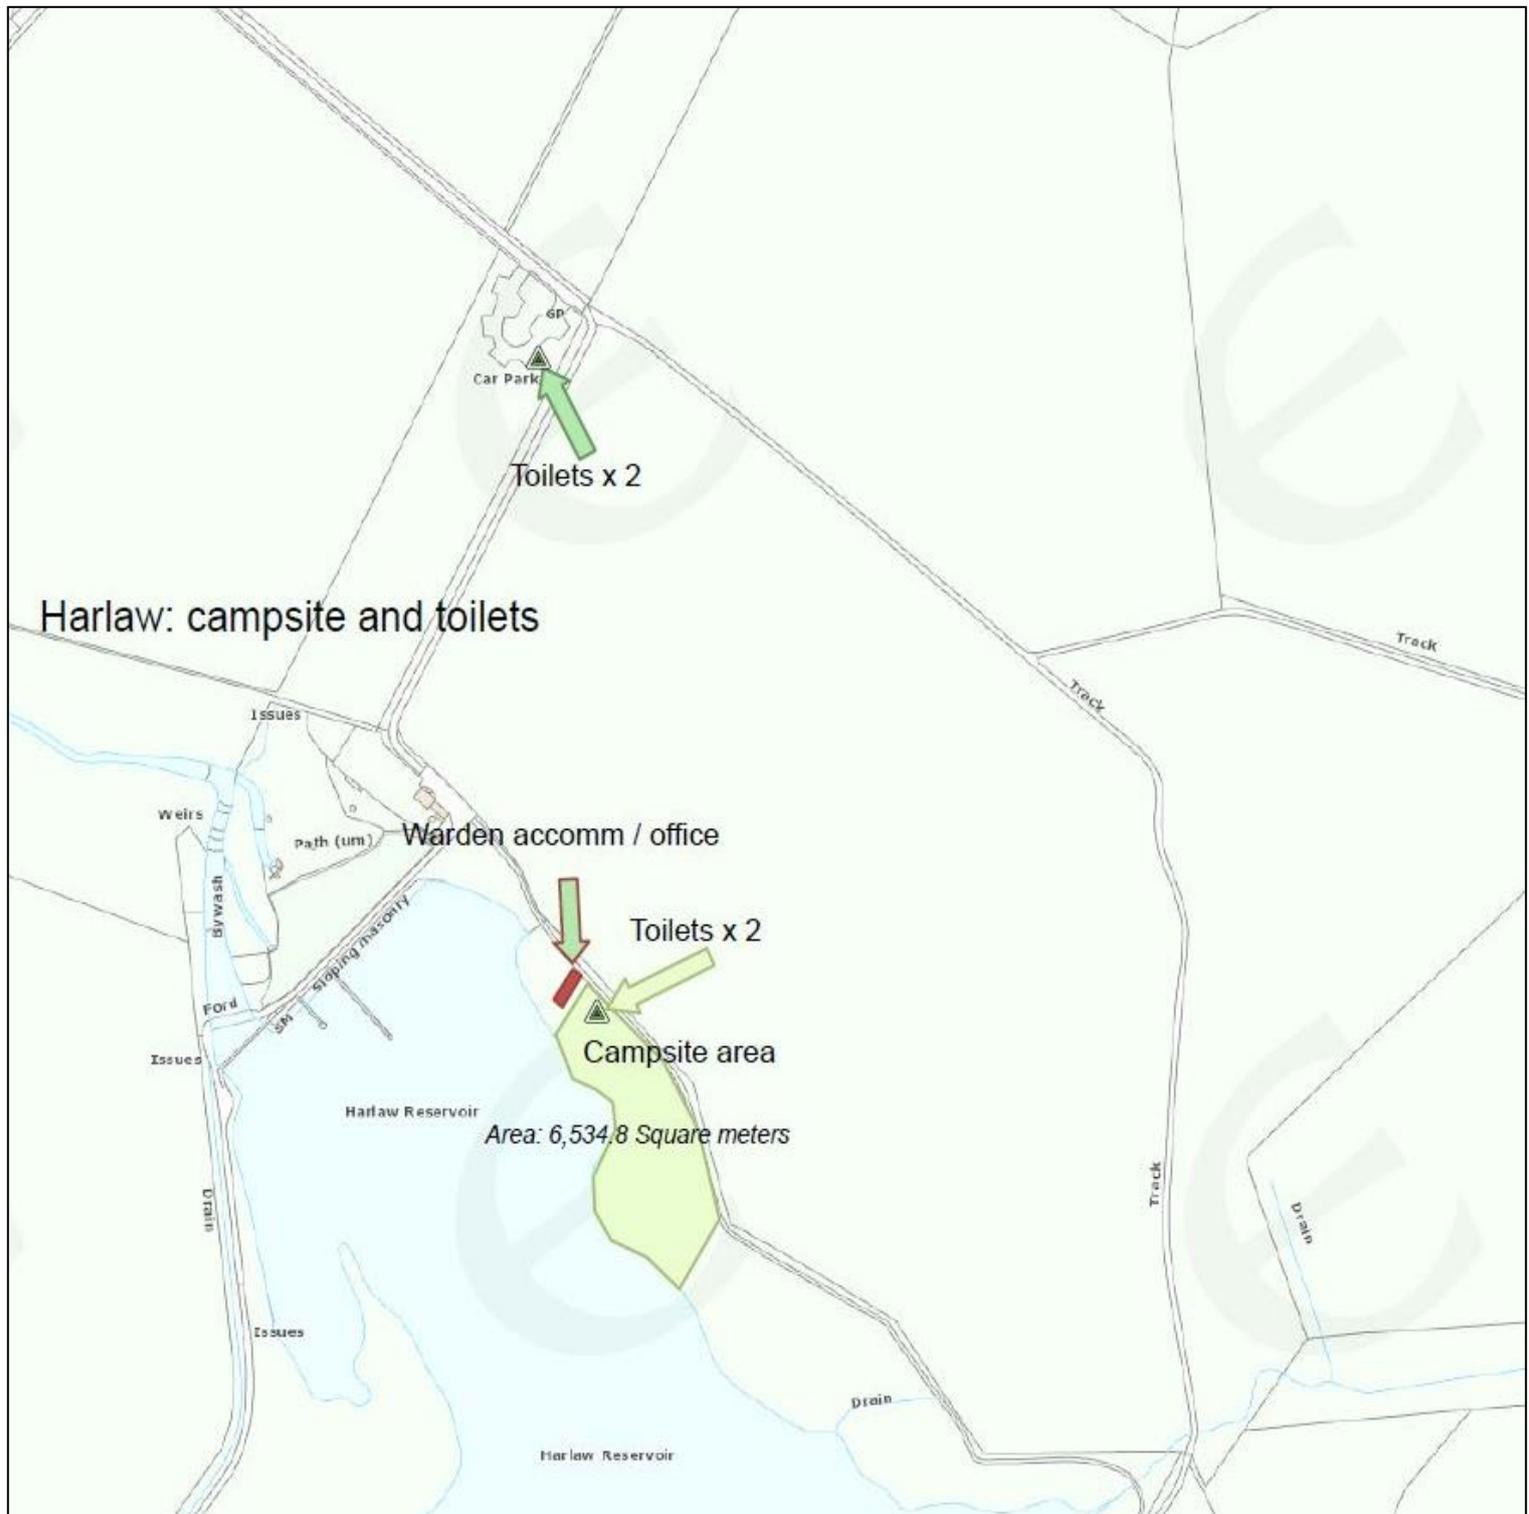 GP
Car Park
Toilets x 2
Harlaw: campsite and toilets
Track
Track
Issues
Weirs
Path (um)
Warden accomm / office
Bywash
Sloping masonry
Toilets x 2
Ford
SM
Issues
Campsite area
Harlaw Reservoir
Area: 6,534.8 Square meters
Track
Drain
Drain
Issues
Drain
Harlaw Reservoir